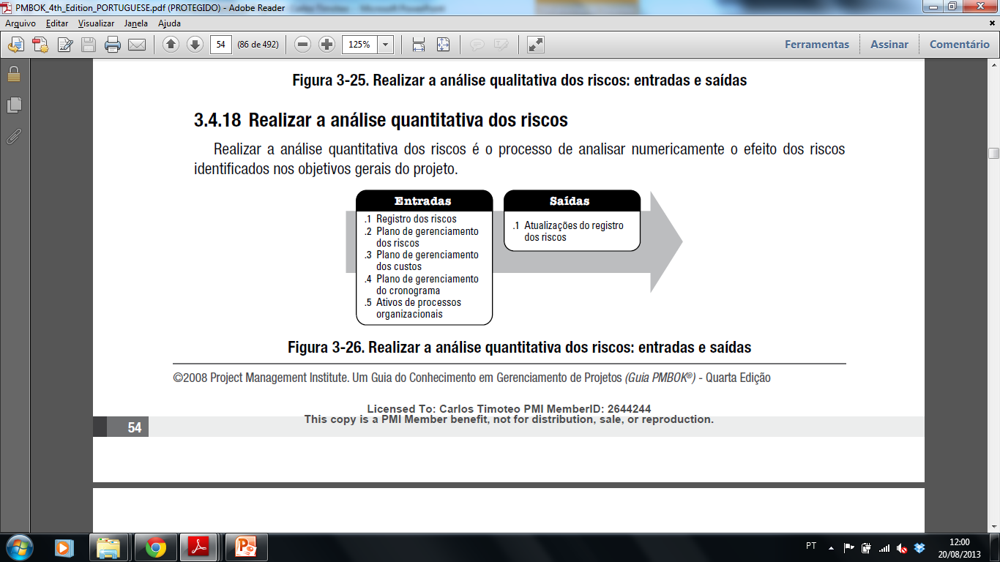 PMBOK_4th_Edition_PORTUGUESE.pdf (PROTEGIDO) - Adobe Reader
Arquivo Editar Visualizar Janela Ajuda
54 (86 de 492) 125% Ferramentas Assinar Comentário
Figura 3-25. Realizar a análise qualitativa dos riscos: entradas e saídas
3.4.18 Realizar a análise quantitativa dos riscos
Realizar a análise quantitativa dos riscos é o processo de analisar numericamente o efeito dos riscos
identificados nos objetivos gerais do projeto.
Entradas
.1 Registro dos riscos
.2 Plano de gerenciamento
dos riscos
.3 Plano de gerenciamento
dos custos
.4 Plano de gerenciamento
do cronograma
.5 Ativos de processos
organizacionais
Saídas
.1 Atualizações do registro
dos riscos
Figura 3-26. Realizar a análise quantitativa dos riscos: entradas e saídas
©2008 Project Management Institute. Um Guia do Conhecimento em Gerenciamento de Projetos (Guia PMBOK®) - Quarta Edição
Licensed To: Carlos Timoteo PMI MemberID: 2644244
This copy is a PMI Member benefit, not for distribution, sale, or reproduction.
54
PT
12:00
20/08/2013